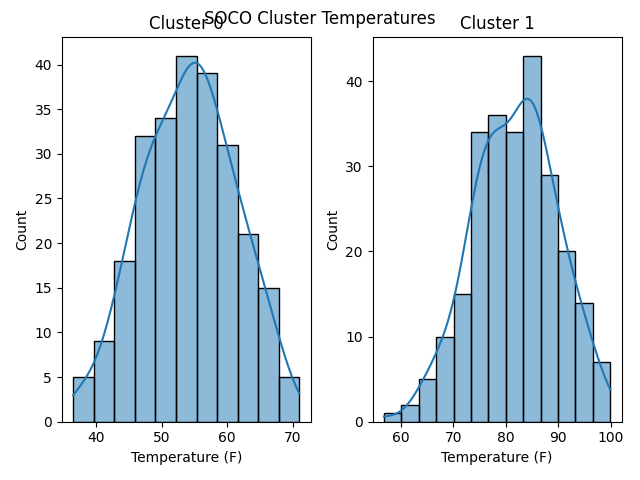 SOCO Cluster Temperatures
Cluster 0
Count
40
35
30
25
20
15
10
5
0
40 50 60 70
Temperature (F)
Cluster 1
Count
40
30
20
10
0
60 70 80 90 100
Temperature (F)